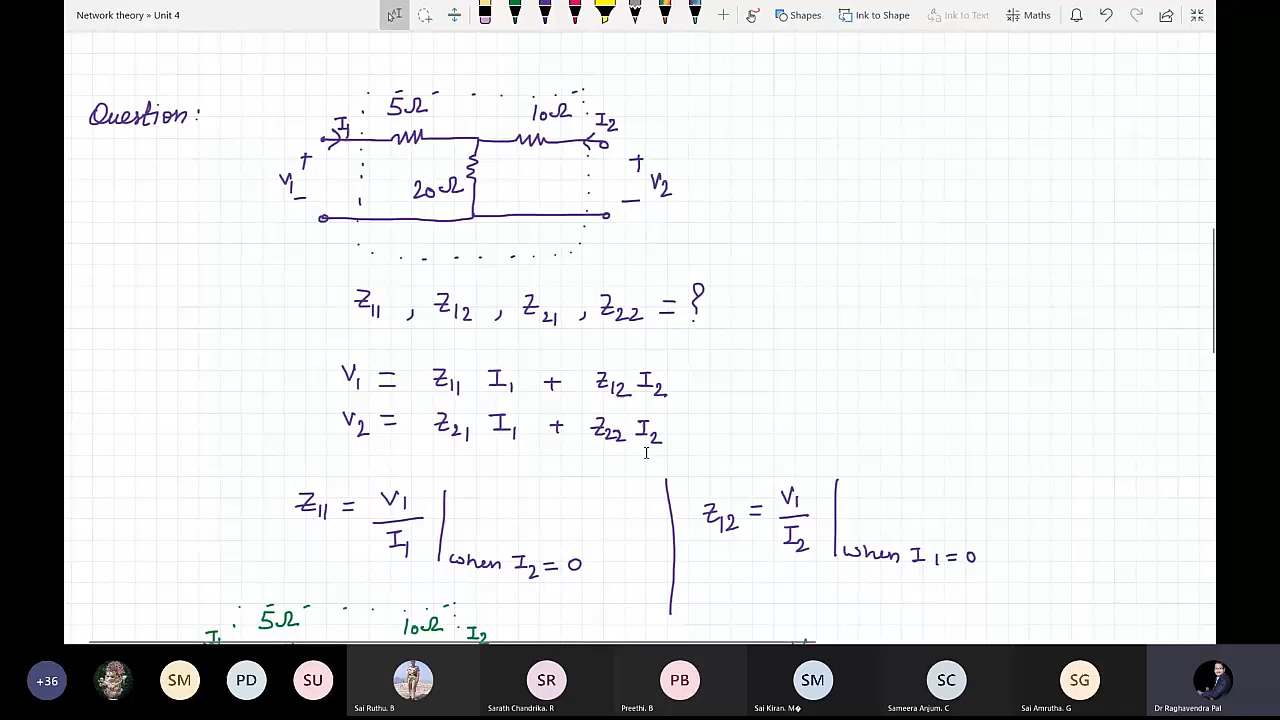 Network theory » Unit 4
Shapes
Ink to Shape
Ink to Text
Maths
Question:
5Ω
10Ω
I1
I2
+
V1
-
20Ω
+
V2
-
Z11 , Z12 , Z21 , Z22 = ?
V1 = Z11 I1 + Z12 I2
V2 = Z21 I1 + Z22 I2
Z11 = V1 / I1 | when I2 = 0
Z12 = V1 / I2 | when I1 = 0
5Ω
10Ω
I1
I2
+36
SM
PD
SU
SR
PB
SM
SC
SG
Sai Ruthu. B
Sarath Chandrika. R
Preethi. B
Sai Kiran. M�
Sameera Anjum. C
Sai Amrutha. G
Dr Raghavendra Pal